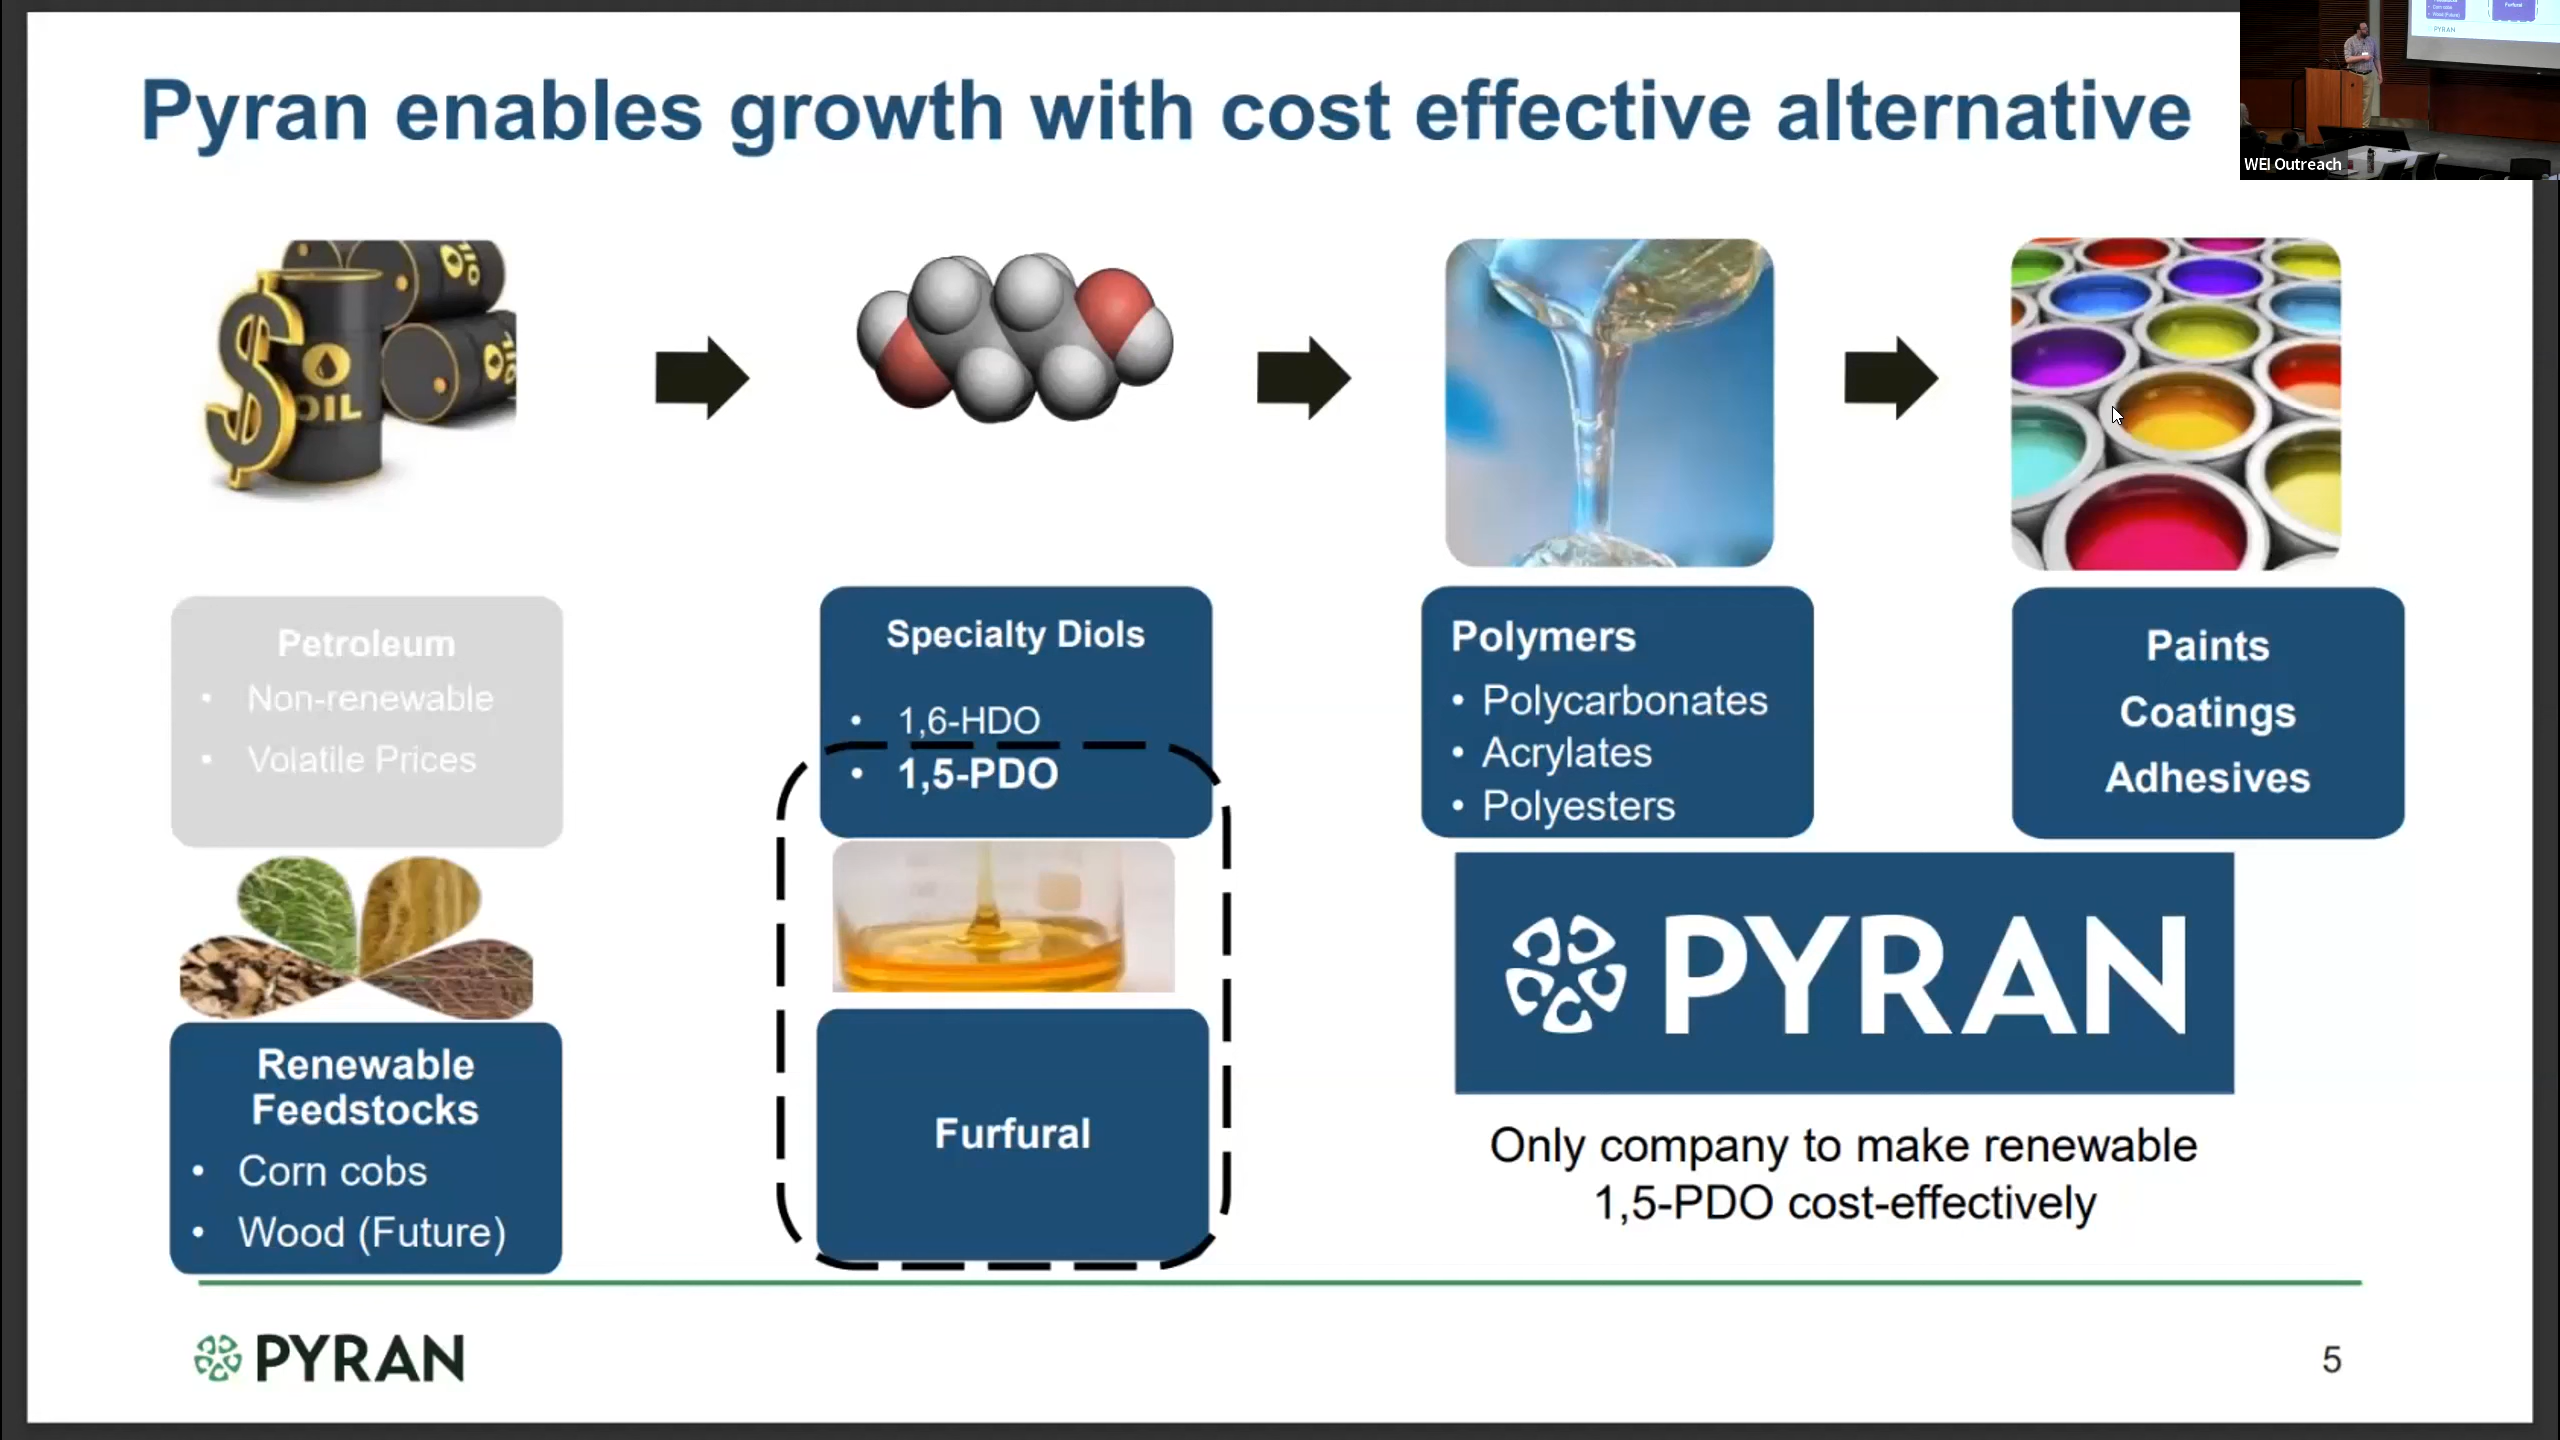 Pyran enables growth with cost effective alternative
WEI Outreach
OIL
Petroleum
• Non-renewable
• Volatile Prices
Specialty Diols
• 1,6-HDO
• 1,5-PDO
Polymers
• Polycarbonates
• Acrylates
• Polyesters
Paints
Coatings
Adhesives
Renewable
Feedstocks
• Corn cobs
• Wood (Future)
Furfural
PYRAN
Only company to make renewable
1,5-PDO cost-effectively
PYRAN
5